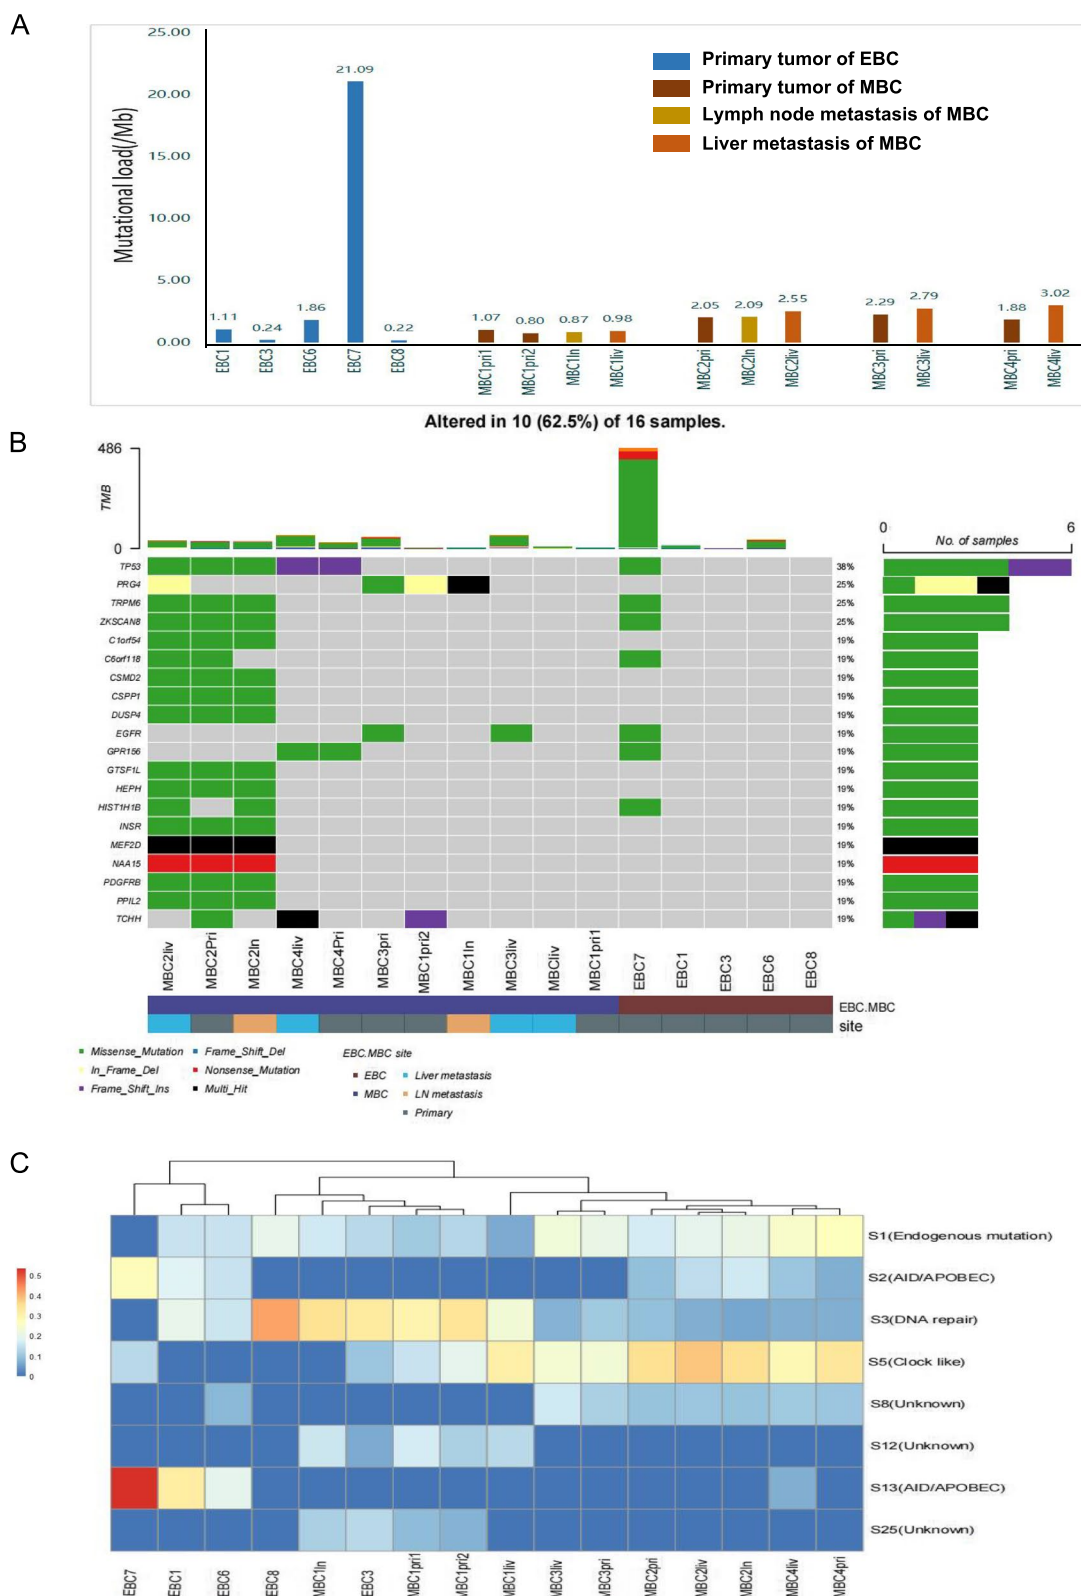 A
25.00
20.00
15.00
10.00
5.00
0.00
Mutational load(/Mb)
Primary tumor of EBC
Primary tumor of MBC
Lymph node metastasis of MBC
Liver metastasis of MBC
1.11 0.24 1.86 21.09 0.22 1.07 0.80 0.87 0.98 2.05 2.09 2.55 2.29 2.79 1.88 3.02
EBC1 EBC3 EBC6 EBC7 EBC8 MBC1pri1 MBC1pri2 MBC1ln MBC1liv MBC2pri MBC2ln MBC2liv MBC3pri MBC3liv MBC4pri MBC4liv
Altered in 10 (62.5%) of 16 samples.
B
486
TMB
0
0 6
No. of samples
TP53 38%
PRG4 25%
TRPM6 25%
ZKSCAN8 25%
C1orf54 19%
C6orf118 19%
CSMD2 19%
CSPP1 19%
DUSP4 19%
EGFR 19%
GPR156 19%
GTSF1L 19%
HEPH 19%
HIST1H1B 19%
INSR 19%
MEF2D 19%
NAA15 19%
PDGFRB 19%
PPIL2 19%
TCHH 19%
MBC2liv MBC2Pri MBC2ln MBC4liv MBC4Pri MBC3pri MBC1pri2 MBC1ln MBC3liv MBCliv MBC1pri1 EBC7 EBC1 EBC3 EBC6 EBC8
EBC.MBC
site
Missense_Mutation Frame_Shift_Del EBC.MBC site
In_Frame_Del Nonsense_Mutation EBC Liver metastasis
Frame_Shift_Ins Multi_Hit MBC LN metastasis
Primary
C
0.5
0.4
0.3
0.2
0.1
0
S1(Endogenous mutation)
S2(AID/APOBEC)
S3(DNA repair)
S5(Clock like)
S8(Unknown)
S12(Unknown)
S13(AID/APOBEC)
S25(Unknown)
EBC7 EBC1 EBC6 EBC8 MBC1ln EBC3 MBC1pri1 MBC1pri2 MBC1liv MBC3liv MBC3pri MBC2pri MBC2liv MBC2ln MBC4liv MBC4pri